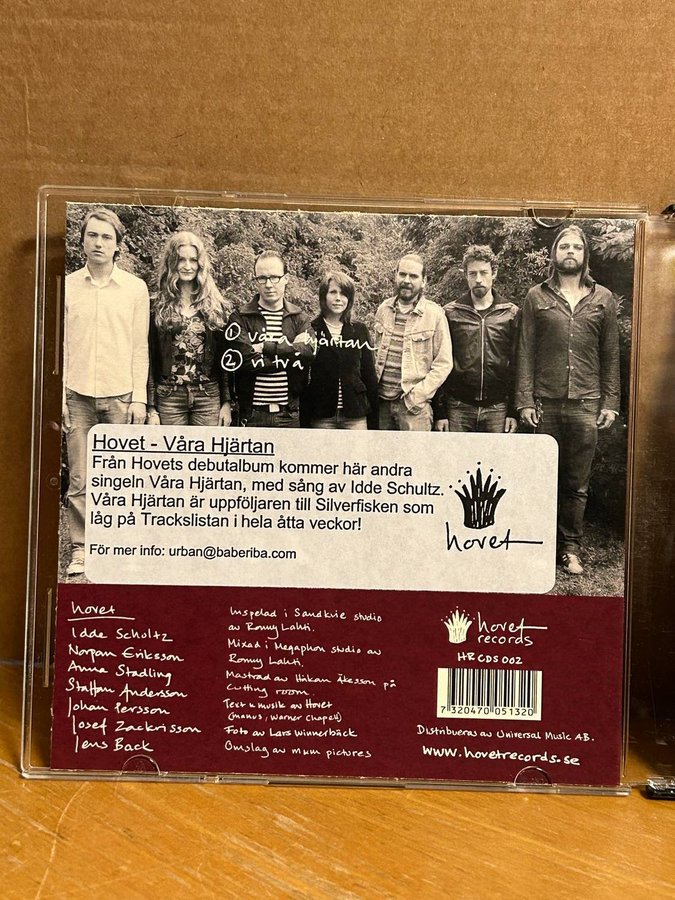 ① våra hjärtan
② vi två
Hovet - Våra Hjärtan
Från Hovets debutalbum kommer här andra
singeln Våra Hjärtan, med sång av Idde Schultz.
Våra Hjärtan är uppföljaren till Silverfisken som
låg på Trackslistan i hela åtta veckor!
För mer info: urban@baberiba.com
hovet
hovet
Idde Schultz
Norpan Eriksson
Anna Stadling
Staffan Andersson
Johan Persson
Josef Zackrisson
Jens Back
Inspelad i Sandkvie studio
av Ronny Lahti.
Mixad i Megaphon studio av
Ronny Lahti.
Mastrad av Håkan Åkesson på
Cutting room.
Text & musik av Hovet
(manus, Warner Chapell)
Foto av Lars Winnerbäck
Omslag av mum pictures
hovet
records
HRCDS 002
7 320470 051320
Distribueras av Universal Music AB.
www.hovetrecords.se